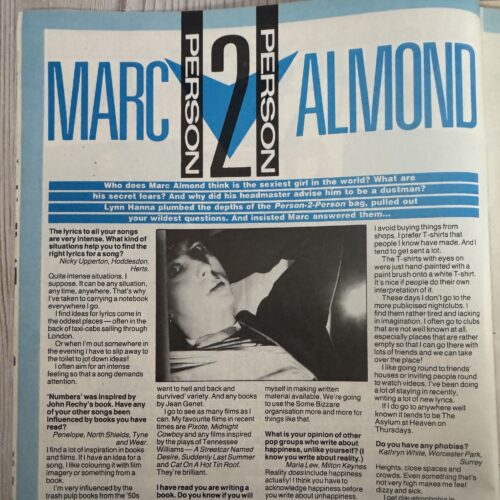 MARC ALMOND
PERSON
2
PERSON
Who does Marc Almond think is the sexiest girl in the world? What are
his secret fears? And why did his headmaster advise him to be a dustman?
Lynn Hanna plumbed the depths of the Person-2-Person bag, pulled out
your wildest questions. And insisted Marc answered them...
The lyrics to all your songs
are very intense. What kind of
situations help you to find the
right lyrics for a song?
Nicky Upperton, Hoddesdon,
Herts.
Quite intense situations, I
suppose. It can be any situation,
any time, anywhere. That's why
I've taken to carrying a notebook
everywhere I go.
I find ideas for lyrics come in
the oddest places — often in the
back of taxi-cabs sailing through
London.
Or when I'm out somewhere in
the evening I have to slip away to
the toilet to jot down ideas!
I often aim for an intense
feeling so that a song demands
attention.
'Numbers' was inspired by
John Rechy's book. Have any
of your other songs been
influenced by books you have
read?
Penelope, North Shields, Tyne
and Wear.
I find a lot of inspiration in books
and films. If I have an idea for a
song, I like colouring it with film
imagery or something from a
book.
I'm very influenced by the
trash pulp books from the '50s
went to hell and back and
survived' variety. And any books
by Jean Genet.
I go to see as many films as I
can. My favourite films in recent
times are Pixote, Midnight
Cowboy and any films inspired
by the plays of Tennessee
Williams — A Streetcar Named
Desire, Suddenly Last Summer
and Cat On A Hot Tin Roof.
They're brilliant.
I have read you are writing a
book. Do you know if you will
myself in making written
material available. We're going
to use the Some Bizzare
organisation more and more for
things like that.
What is your opinion of other
pop groups who write about
happiness, unlike yourself? (I
know you write about reality.)
Maria Lew, Milton Keynes
Reality does include happiness
actually! I think you have to
acknowledge happiness before
you write about unhappiness.
I avoid buying things from
shops. I prefer T-shirts that
people I know have made. And I
tend to get sent a lot.
The T-shirts with eyes on
were just hand-painted with a
paint brush onto a white T-shirt.
It's nice if people do their own
interpretation of it.
These days I don't go to the
more publicised nightclubs. I
find them rather tired and lacking
in imagination. I often go to clubs
that are not well known at all,
especially places that are rather
empty so that I can go there with
lots of friends and we can take
over the place!
I like going round to friends'
houses or inviting people round
to watch videos. I've been doing
a lot of staying in recently,
writing a lot of new lyrics.
If I do go to anywhere well
known it tends to be The
Asylum at Heaven on
Thursdays.
Do you have any phobias?
Kathryn While, Worcester Park,
Surrey
Heights, close spaces and
crowds. Even something that's
not very high makes me feel
dizzy and sick.